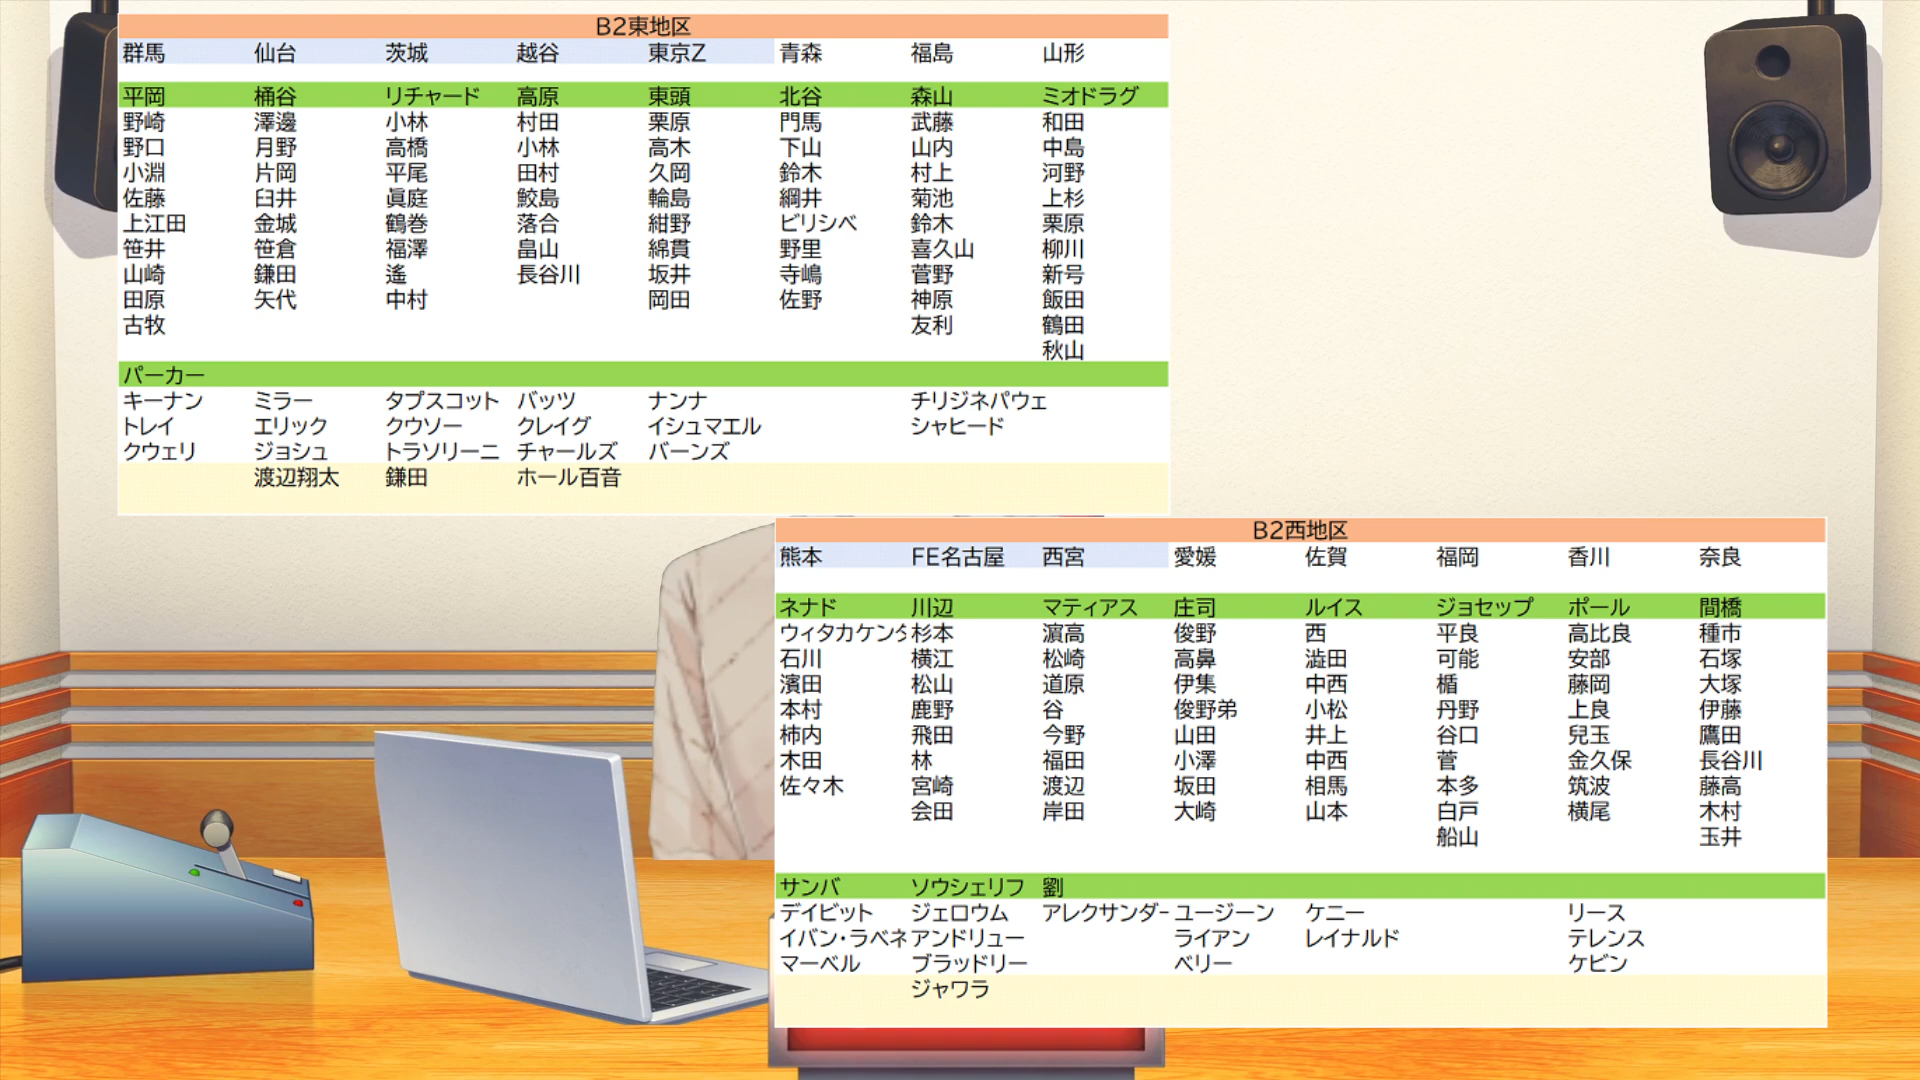 B2東地区
群馬 仙台 茨城 越谷 東京Z 青森 福島 山形
平岡 桶谷 リチャード 高原 東頭 北谷 森山 ミオドラグ
野崎 澤邊 小林 村田 栗原 門馬 武藤 和田
野口 月野 高橋 小林 高木 下山 山内 中島
小淵 片岡 平尾 田村 久岡 鈴木 村上 河野
佐藤 臼井 眞庭 鮫島 輪島 綱井 菊池 上杉
上江田 金城 鶴巻 落合 紺野 ビリシベ 鈴木 栗原
笹井 笹倉 福澤 畠山 綿貫 野里 喜久山 柳川
山崎 鎌田 遙 長谷川 坂井 寺嶋 菅野 新号
田原 矢代 中村 岡田 佐野 神原 飯田
古牧 友利 鶴田
秋山
パーカー
キーナン ミラー タプスコット バッツ ナンナ チリジネパウェ
トレイ エリック クウソー クレイグ イシュマエル シャヒード
クウェリ ジョシュ トラソリーニ チャールズ バーンズ
渡辺翔太 鎌田 ホール百音
B2西地区
熊本 FE名古屋 西宮 愛媛 佐賀 福岡 香川 奈良
ネナド 川辺 マティアス 庄司 ルイス ジョセップ ポール 間橋
ウィタカケンタ 杉本 濵高 俊野 西 平良 高比良 種市
石川 横江 松崎 高鼻 澁田 可能 安部 石塚
濱田 松山 道原 伊集 中西 楯 藤岡 大塚
本村 鹿野 谷 俊野弟 小松 丹野 上良 伊藤
柿内 飛田 今野 山田 井上 谷口 兒玉 鷹田
木田 林 福田 小澤 中西 菅 金久保 長谷川
佐々木 宮崎 渡辺 坂田 相馬 本多 筑波 藤高
会田 岸田 大崎 山本 白戸 横尾 木村
船山 玉井
サンバ ソウシェリフ 劉
デイビット ジェロウム アレクサンダー ユージーン ケニー リース
イバン・ラベネ アンドリュー ライアン レイナルド テレンス
マーベル ブラッドリー ベリー ケビン
ジャワラ